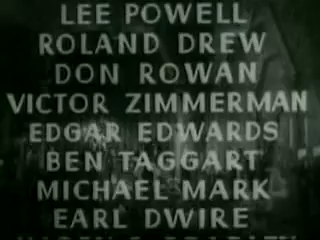 LEE POWELL
ROLAND DREW
DON ROWAN
VICTOR ZIMMERMAN
EDGAR EDWARDS
BEN TAGGART
MICHAEL MARK
EARL DWIRE